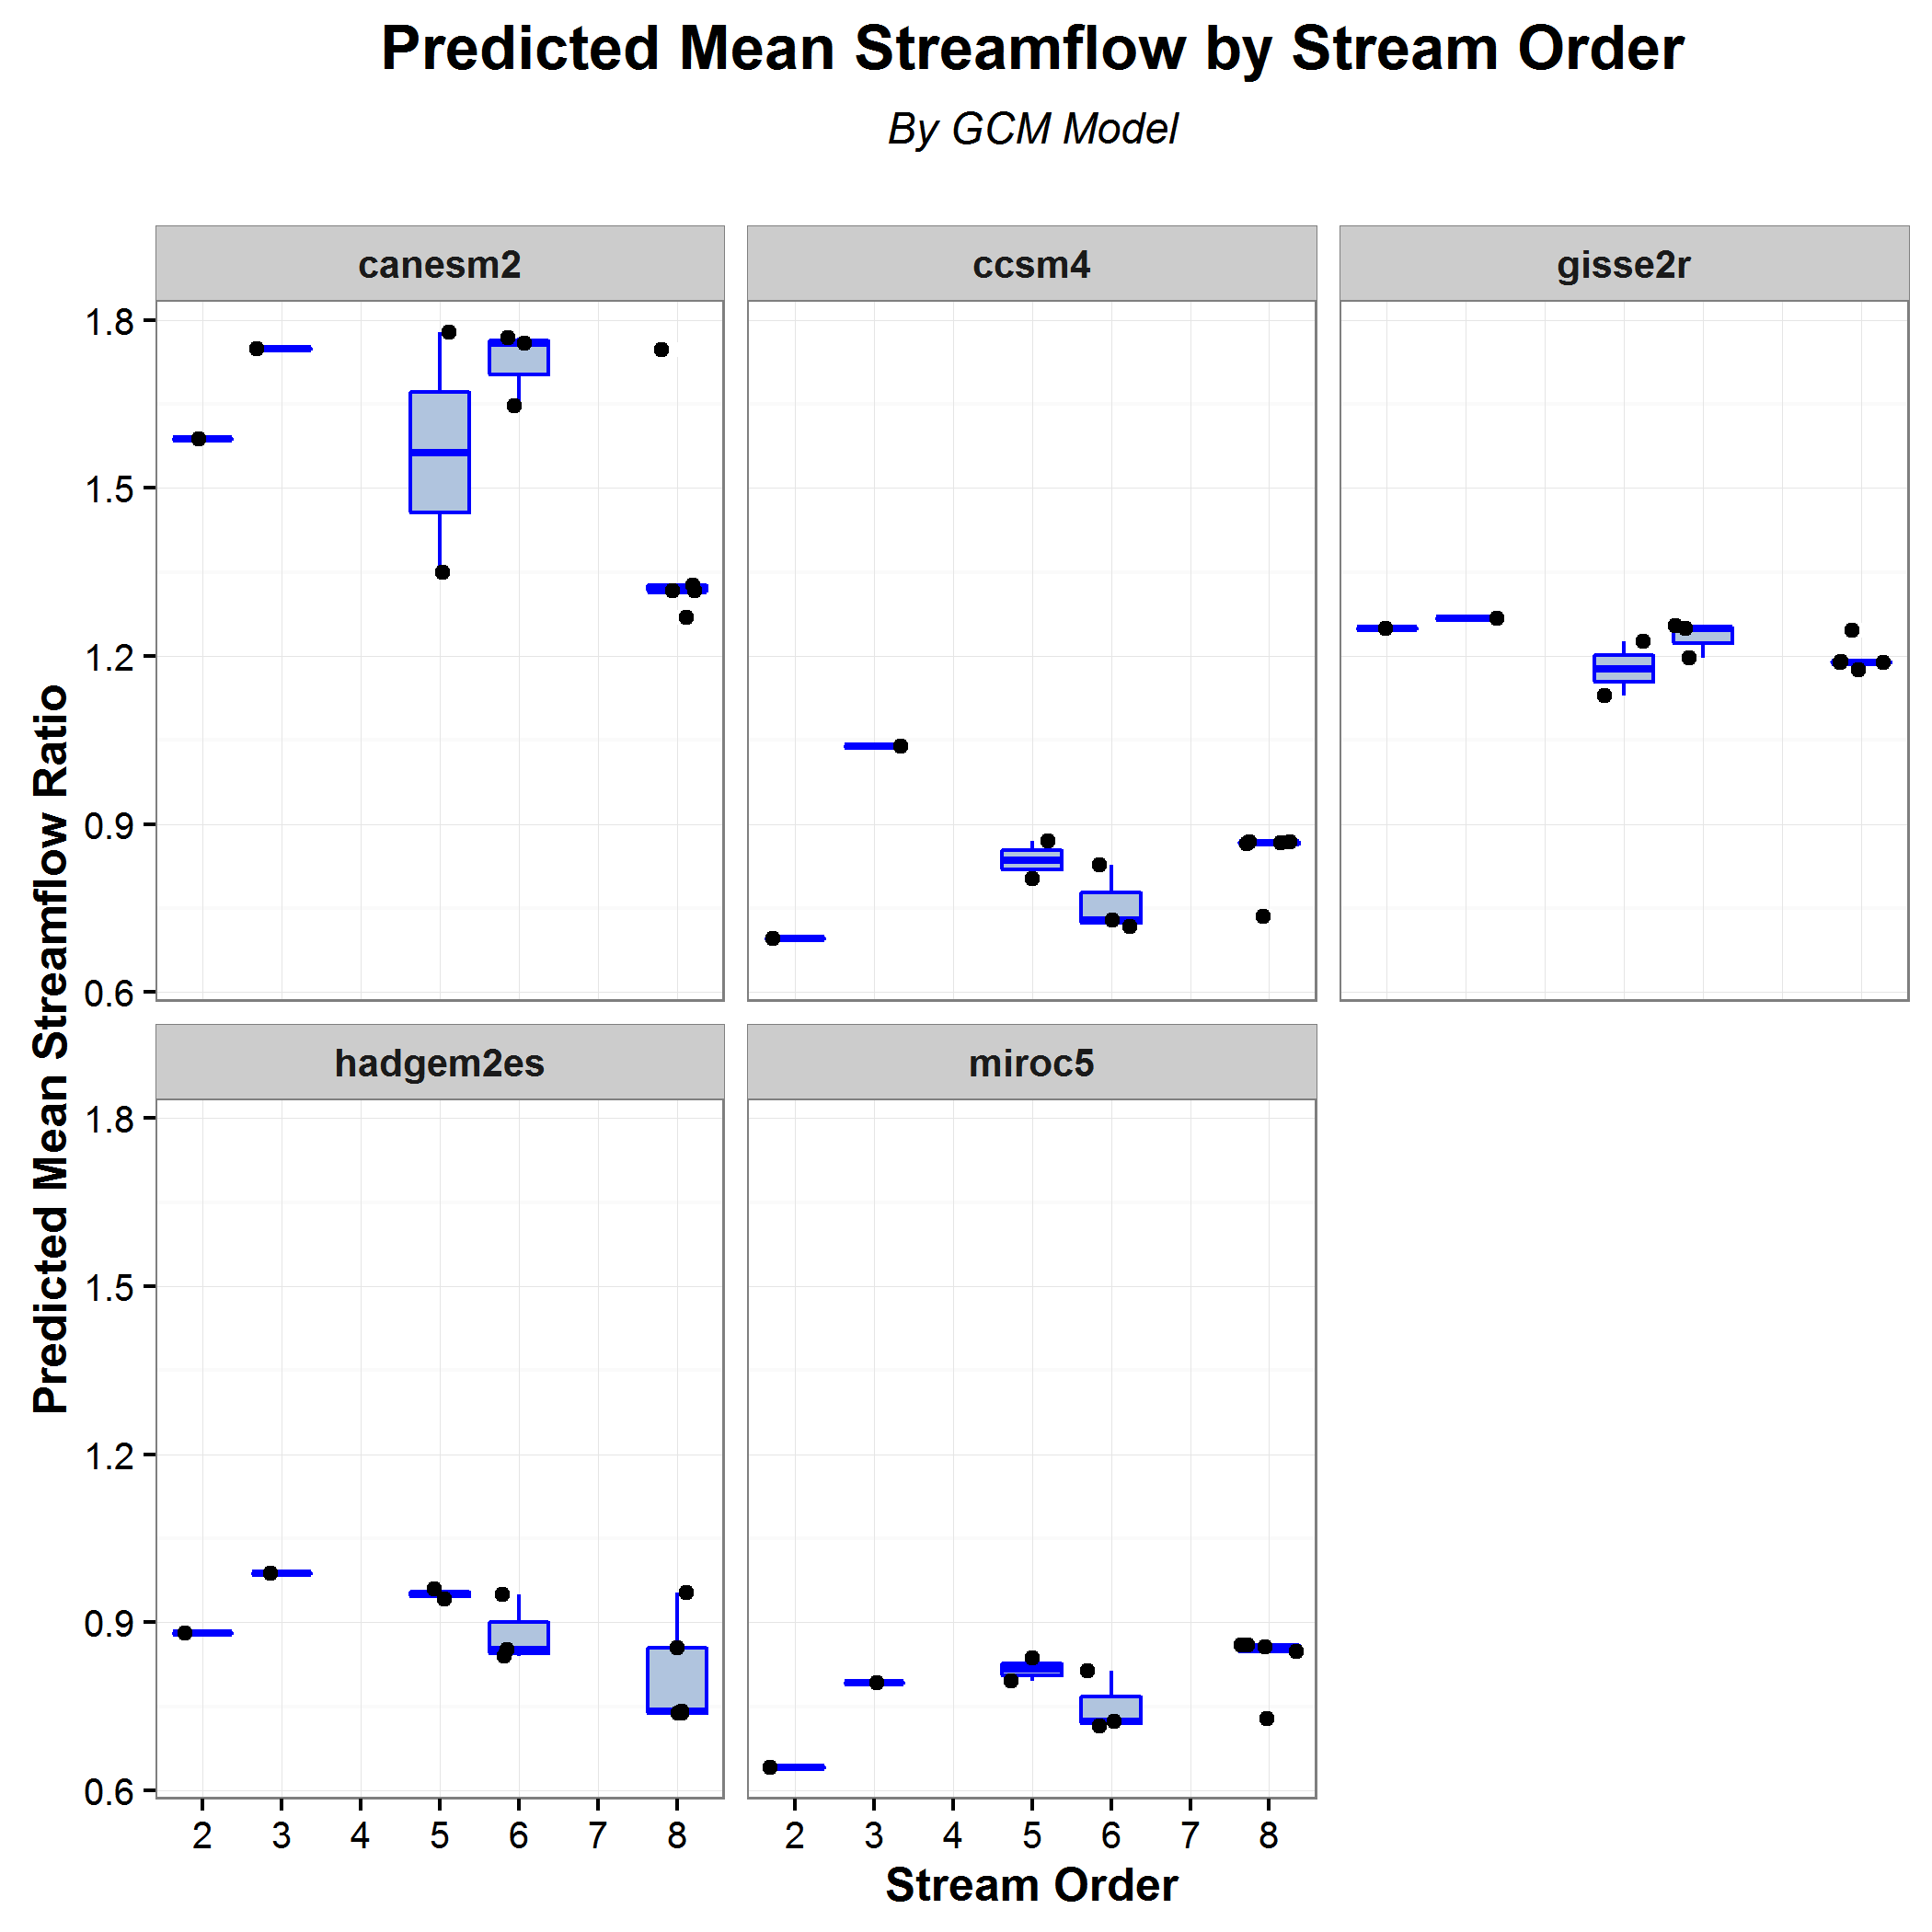 Predicted Mean Streamflow by Stream Order
By GCM Model
canesm2
ccsm4
gisse2r
1.8
1.5
1.2
0.9
0.6
Predicted Mean Streamflow Ratio
hadgem2es
miroc5
1.8
1.5
1.2
0.9
0.6
2 3 4 5 6 7 8
2 3 4 5 6 7 8
Stream Order